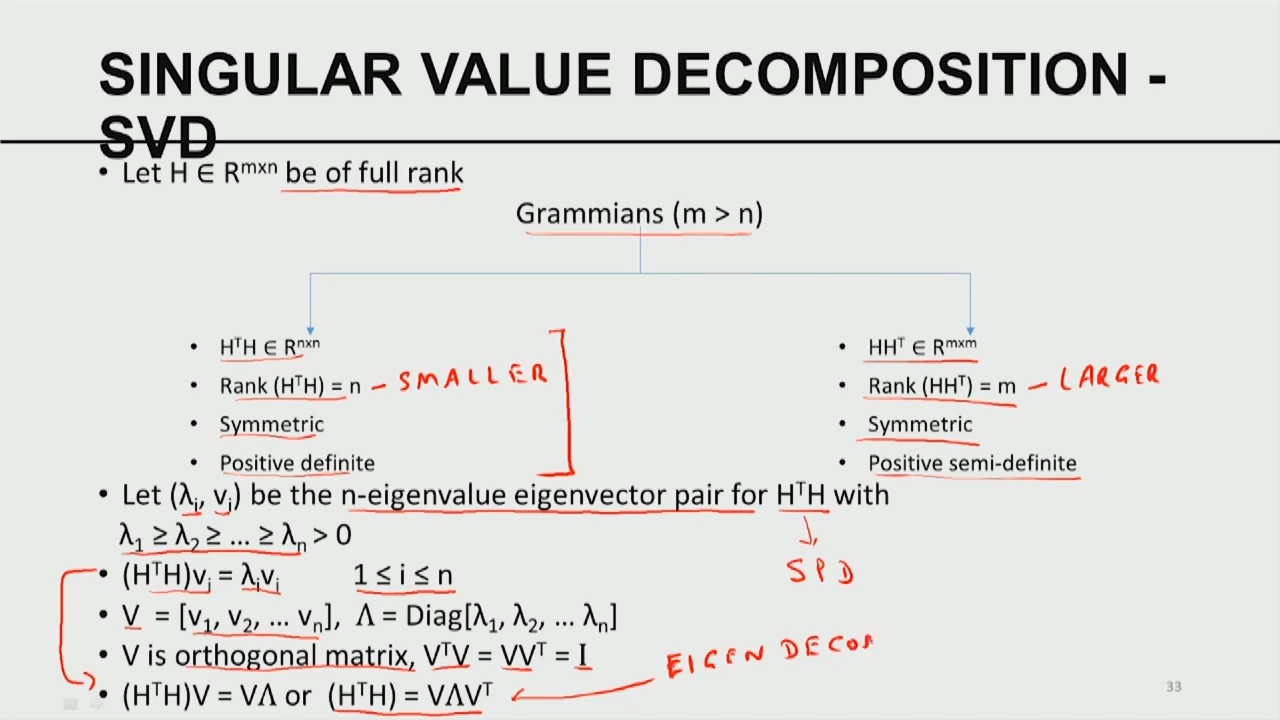 SINGULAR VALUE DECOMPOSITION -
SVD
• Let H ∈ Rᵐˣⁿ be of full rank
Grammians (m > n)
• HᵀH ∈ Rⁿˣⁿ
• Rank (HᵀH) = n – SMALLER
• Symmetric
• Positive definite
• HHᵀ ∈ Rᵐˣᵐ
• Rank (HHᵀ) = m – LARGER
• Symmetric
• Positive semi-definite
• Let (λᵢ, vᵢ) be the n-eigenvalue eigenvector pair for HᵀH with
λ₁ ≥ λ₂ ≥ ... ≥ λₙ > 0
SPD
• (HᵀH)vᵢ = λᵢvᵢ 1 ≤ i ≤ n
• V = [v₁, v₂, ... vₙ], Λ = Diag[λ₁, λ₂, ... λₙ]
• V is orthogonal matrix, VᵀV = VVᵀ = I
EIGEN DECOM
• (HᵀH)V = VΛ or (HᵀH) = VΛVᵀ
33